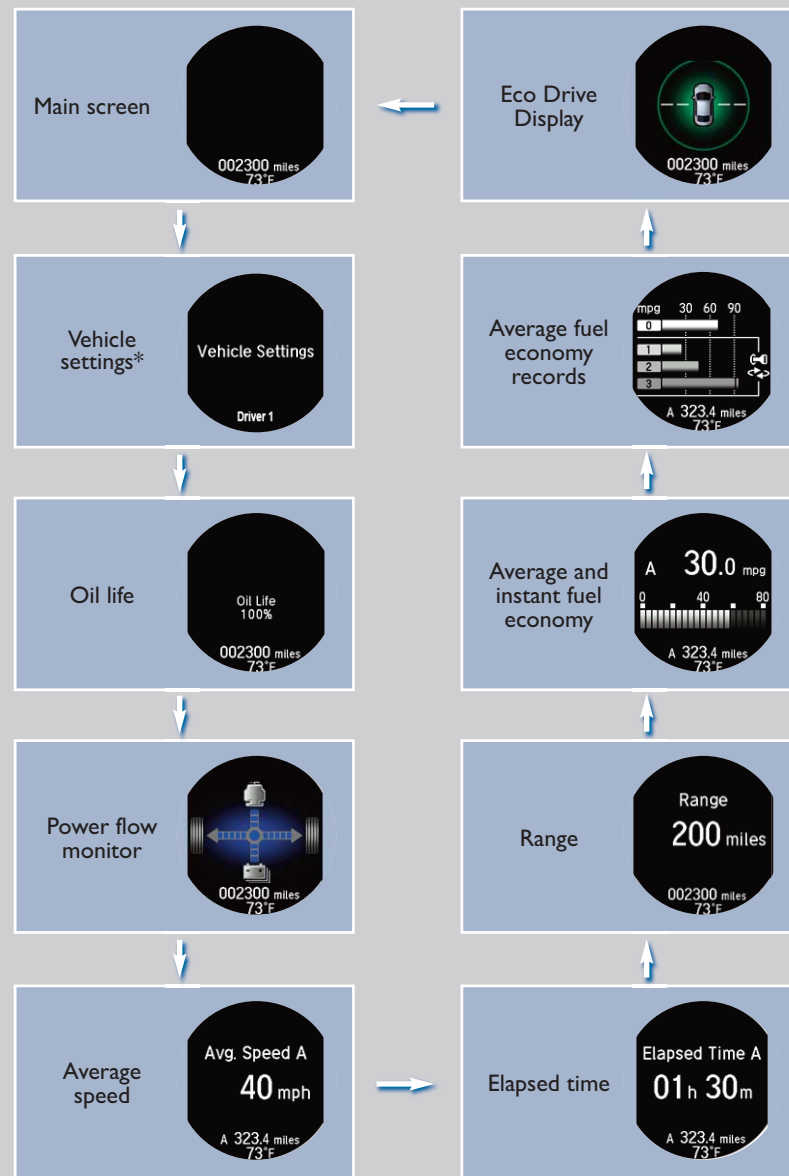 Main screen
002300 miles
73°F
Vehicle
settings*
Vehicle Settings
Driver 1
Oil life
Oil Life
100%
002300 miles
73°F
Power flow
monitor
002300 miles
73°F
Average
speed
Avg. Speed A
40 mph
A 323.4 miles
73°F
Elapsed time
Elapsed Time A
01h 30m
A 323.4 miles
73°F
Range
Range
200 miles
002300 miles
73°F
Average and
instant fuel
economy
A 30.0 mpg
0 40 80
A 323.4 miles
73°F
Average fuel
economy
records
mpg 30 60 90
0
1
2
3
A 323.4 miles
73°F
Eco Drive
Display
002300 miles
73°F